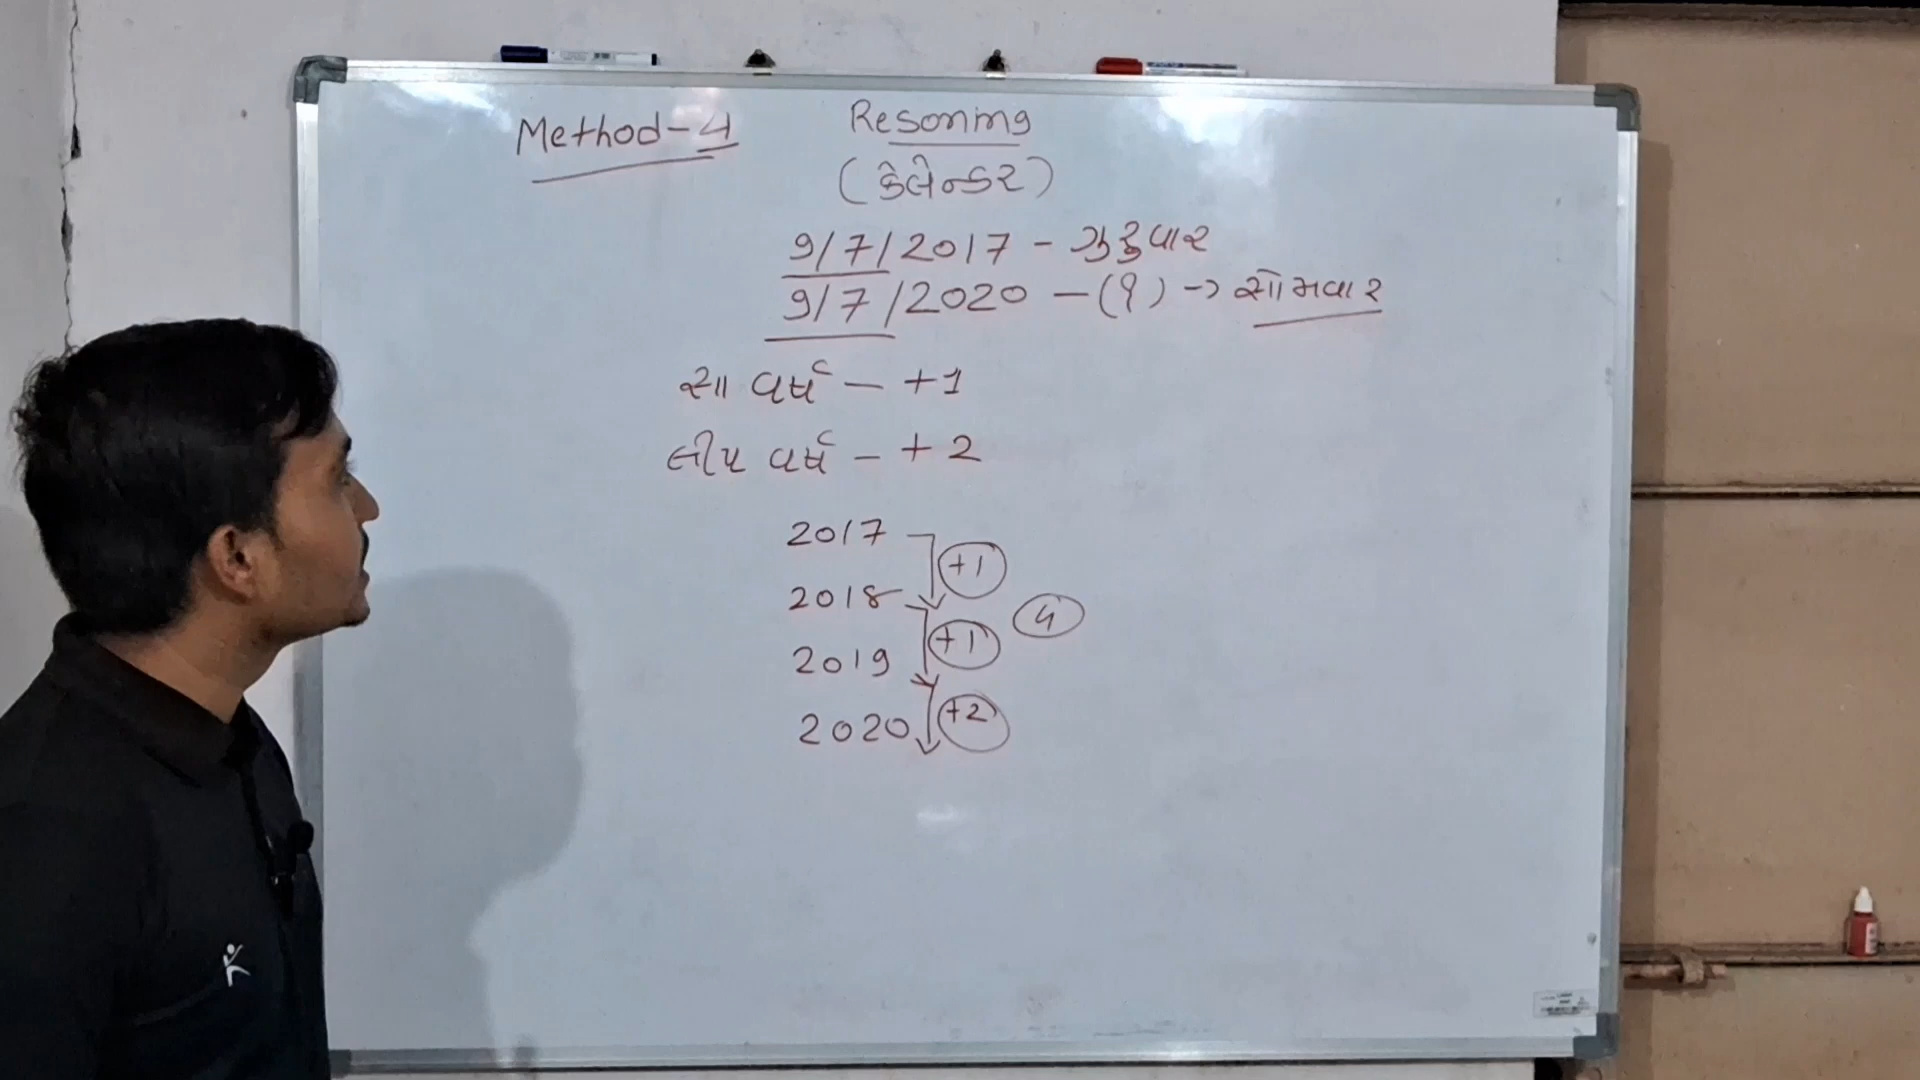 Method-4
Resoning
(કેલેન્ડર)
9/7/2017 - ગુરુવાર
9/7/2020 - (?) → સોમવાર
સા વર્ષ - +1
લીપ વર્ષ - +2
2017
+1
2018
4
+1
2019
+2
2020